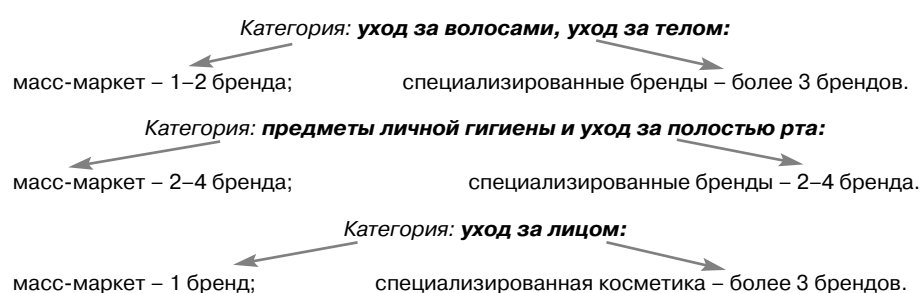 Категория: уход за волосами, уход за телом:
масс-маркет – 1–2 бренда; специализированные бренды – более 3 брендов.
Категория: предметы личной гигиены и уход за полостью рта:
масс-маркет – 2–4 бренда; специализированные бренды – 2–4 бренда.
Категория: уход за лицом:
масс-маркет – 1 бренд; специализированная косметика – более 3 брендов.